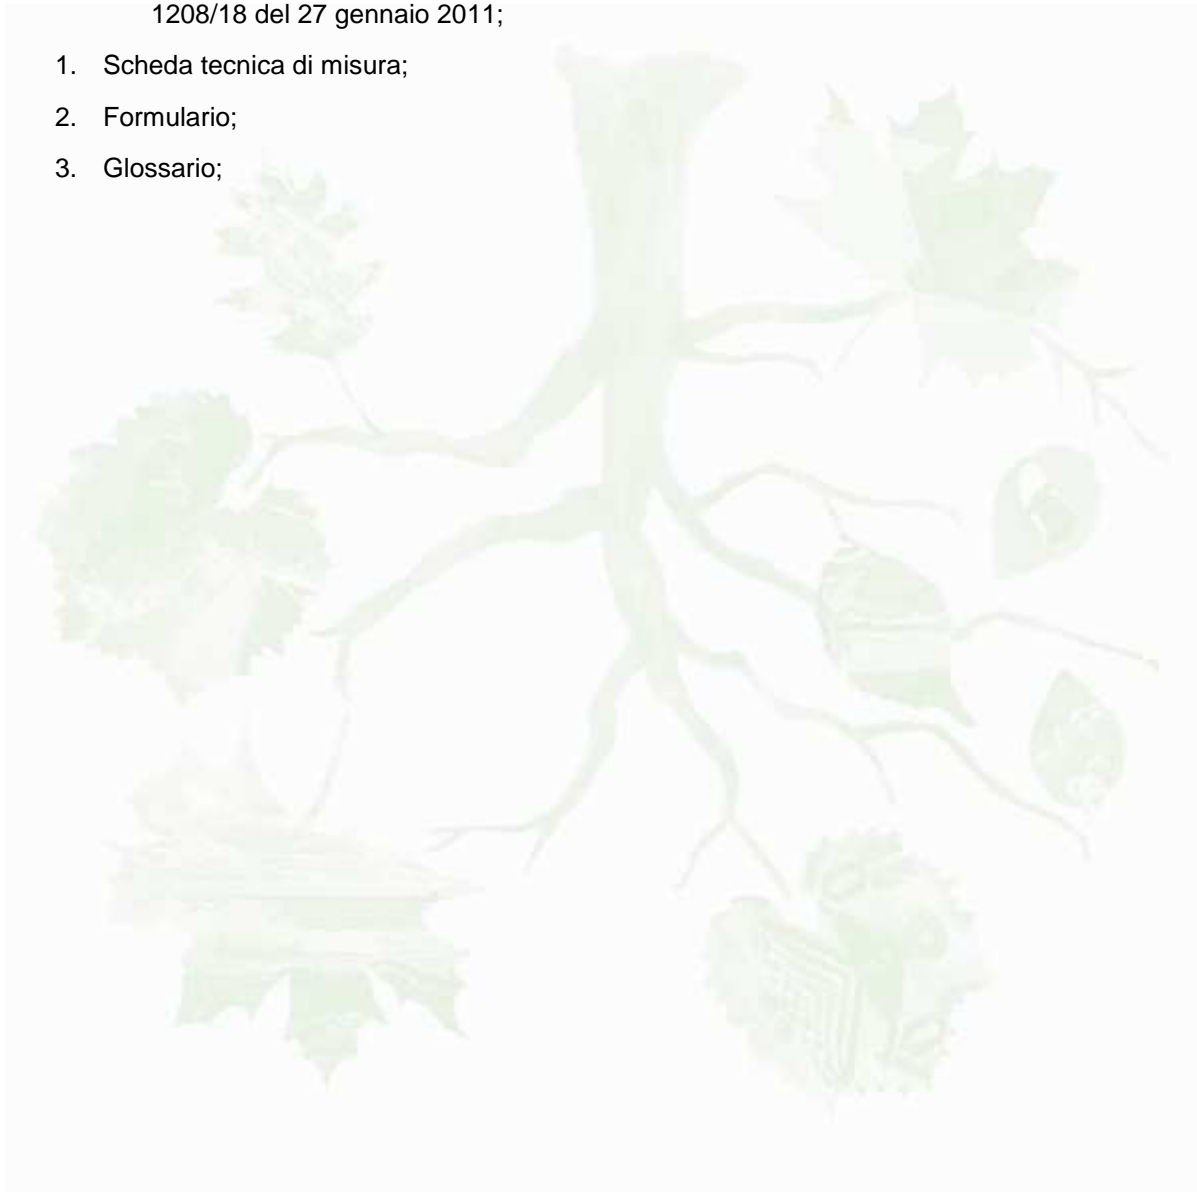 1208/18 del 27 gennaio 2011;
1. Scheda tecnica di misura;
2. Formulario;
3. Glossario;